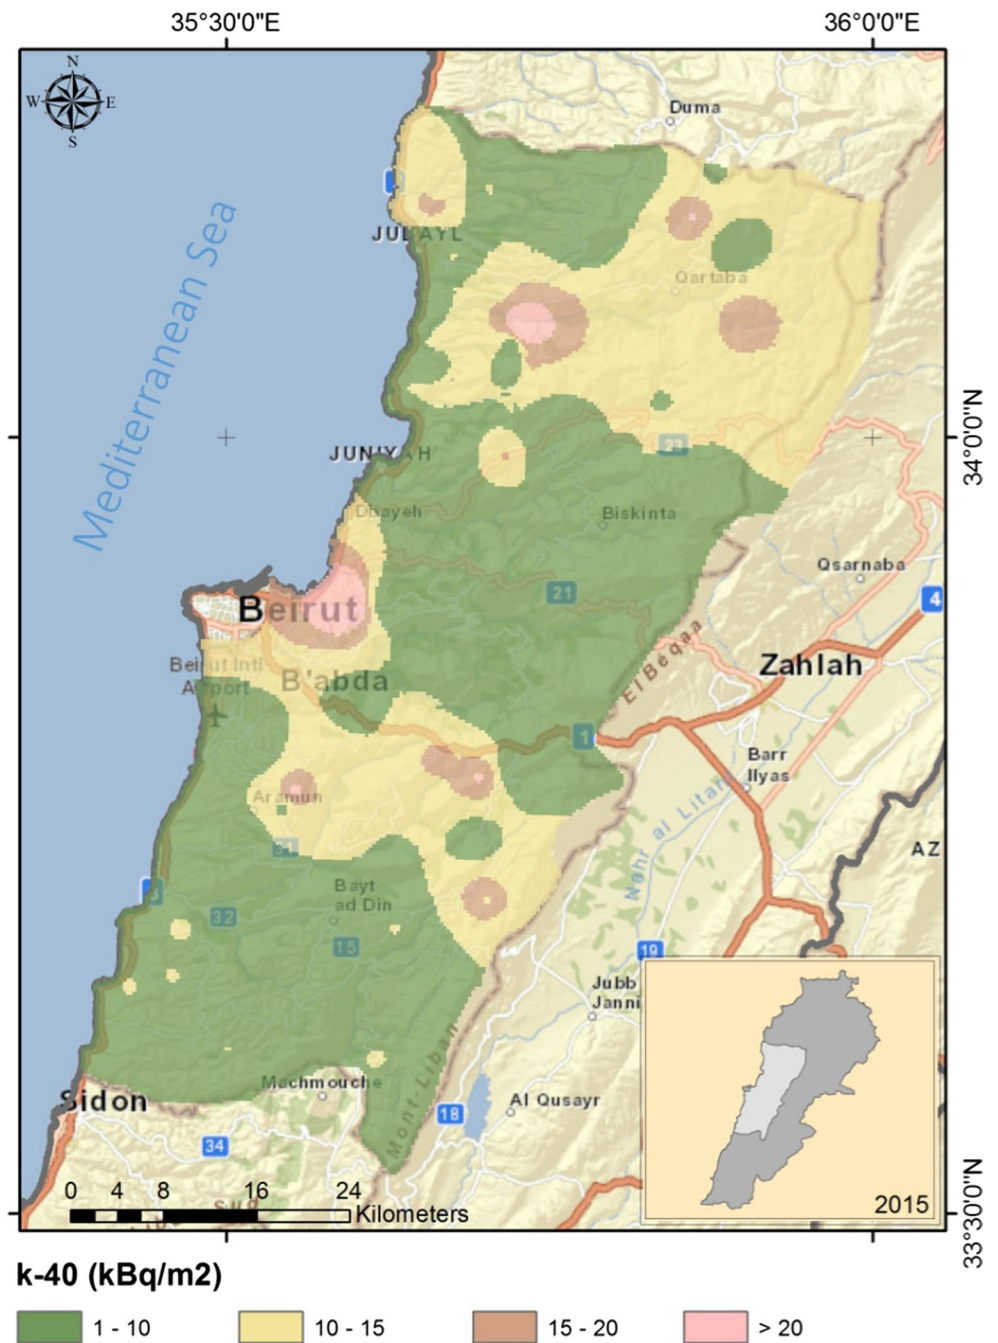 35°30'0"E 36°0'0"E
N
W E
S
Duma
JUBAYL
Mediterranean Sea
Qartaba
34°0'0"N
JUNIYAH
23
Dbayeh
Biskinta
Qsarnaba
21
4
Beirut
Zahlah
Beirut Intl
Airport
B'abda
El Beqaa
1
Barr
Ilyas
Aramun
Nahr al Litani
31
AZ
Bayt
ad Din
32
15
19
Jubb
Jannin
Mont-Liban
Machmouche
Sidon
18
Al Qusayr
34
0 4 8 16 24
Kilometers
2015
33°30'0"N
k-40 (kBq/m2)
1 - 10 10 - 15 15 - 20 > 20